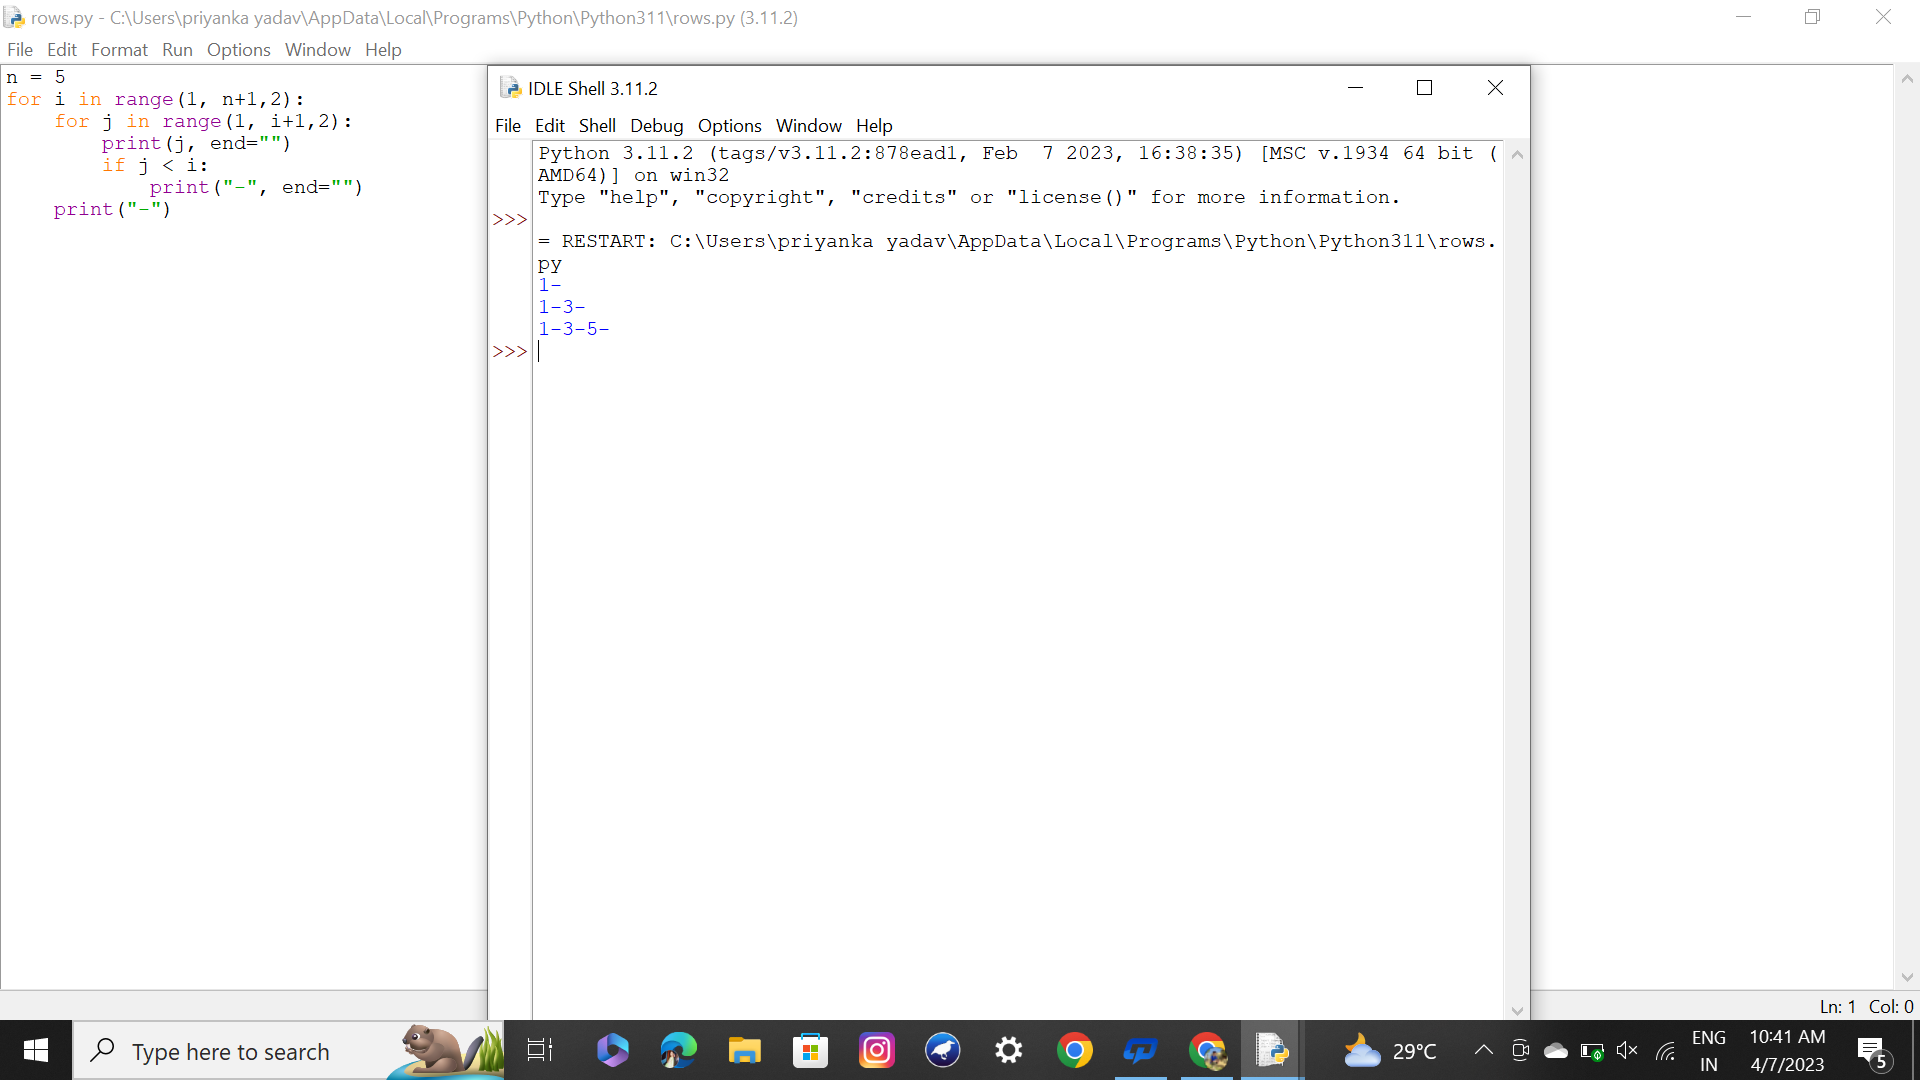 rows.py - C:\Users\priyanka yadav\AppData\Local\Programs\Python\Python311\rows.py (3.11.2)
File Edit Format Run Options Window Help
n = 5
for i in range(1, n+1,2):
    for j in range(1, i+1,2):
        print(j, end="")
        if j < i:
            print("-", end="")
    print("-")
IDLE Shell 3.11.2
File Edit Shell Debug Options Window Help
Python 3.11.2 (tags/v3.11.2:878ead1, Feb  7 2023, 16:38:35) [MSC v.1934 64 bit (
AMD64)] on win32
Type "help", "copyright", "credits" or "license()" for more information.
>>>
= RESTART: C:\Users\priyanka yadav\AppData\Local\Programs\Python\Python311\rows.
py
1-
1-3-
1-3-5-
>>>
Ln: 1 Col: 0
Type here to search
29°C
ENG
IN
10:41 AM
4/7/2023
5